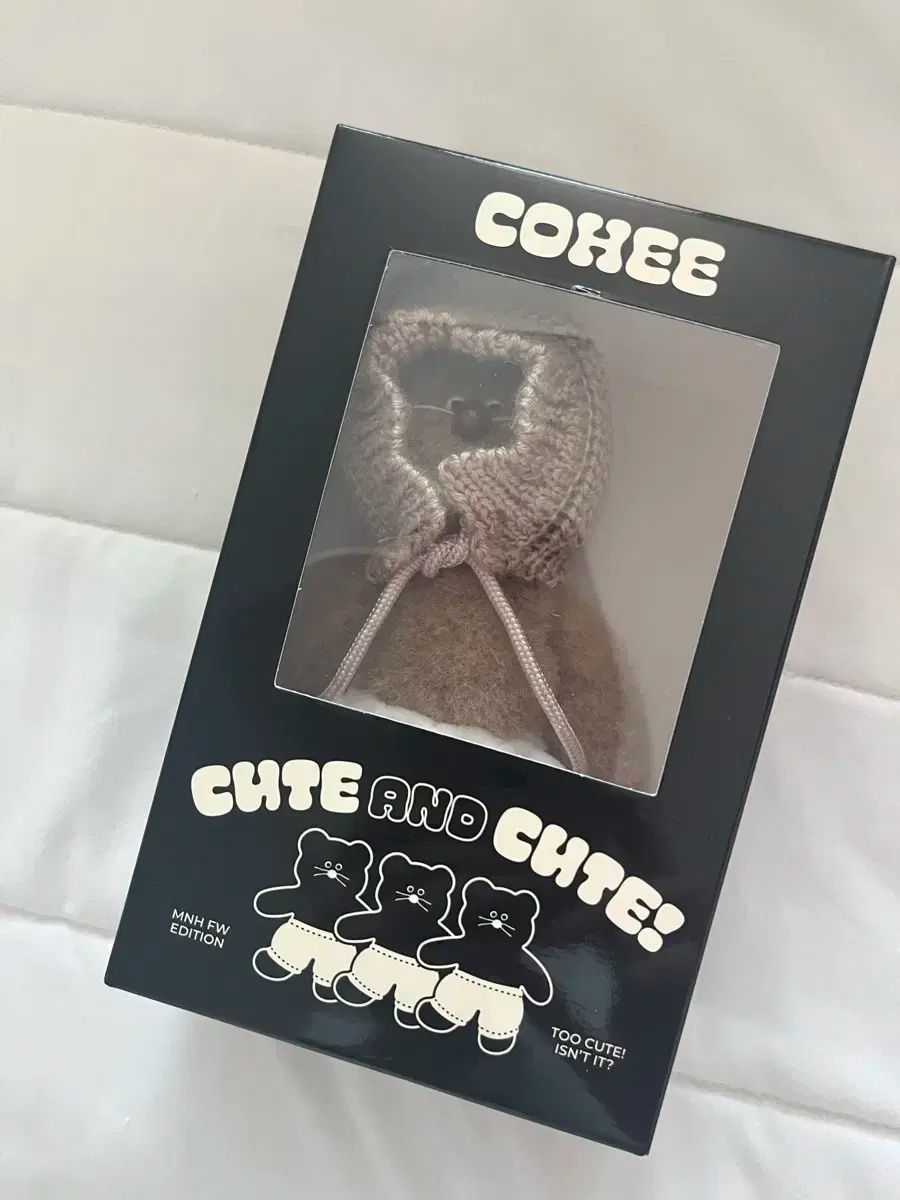 COHEE
CUTE AND CUTE!
MNH FW
EDITION
TOO CUTE!
ISN'T IT?